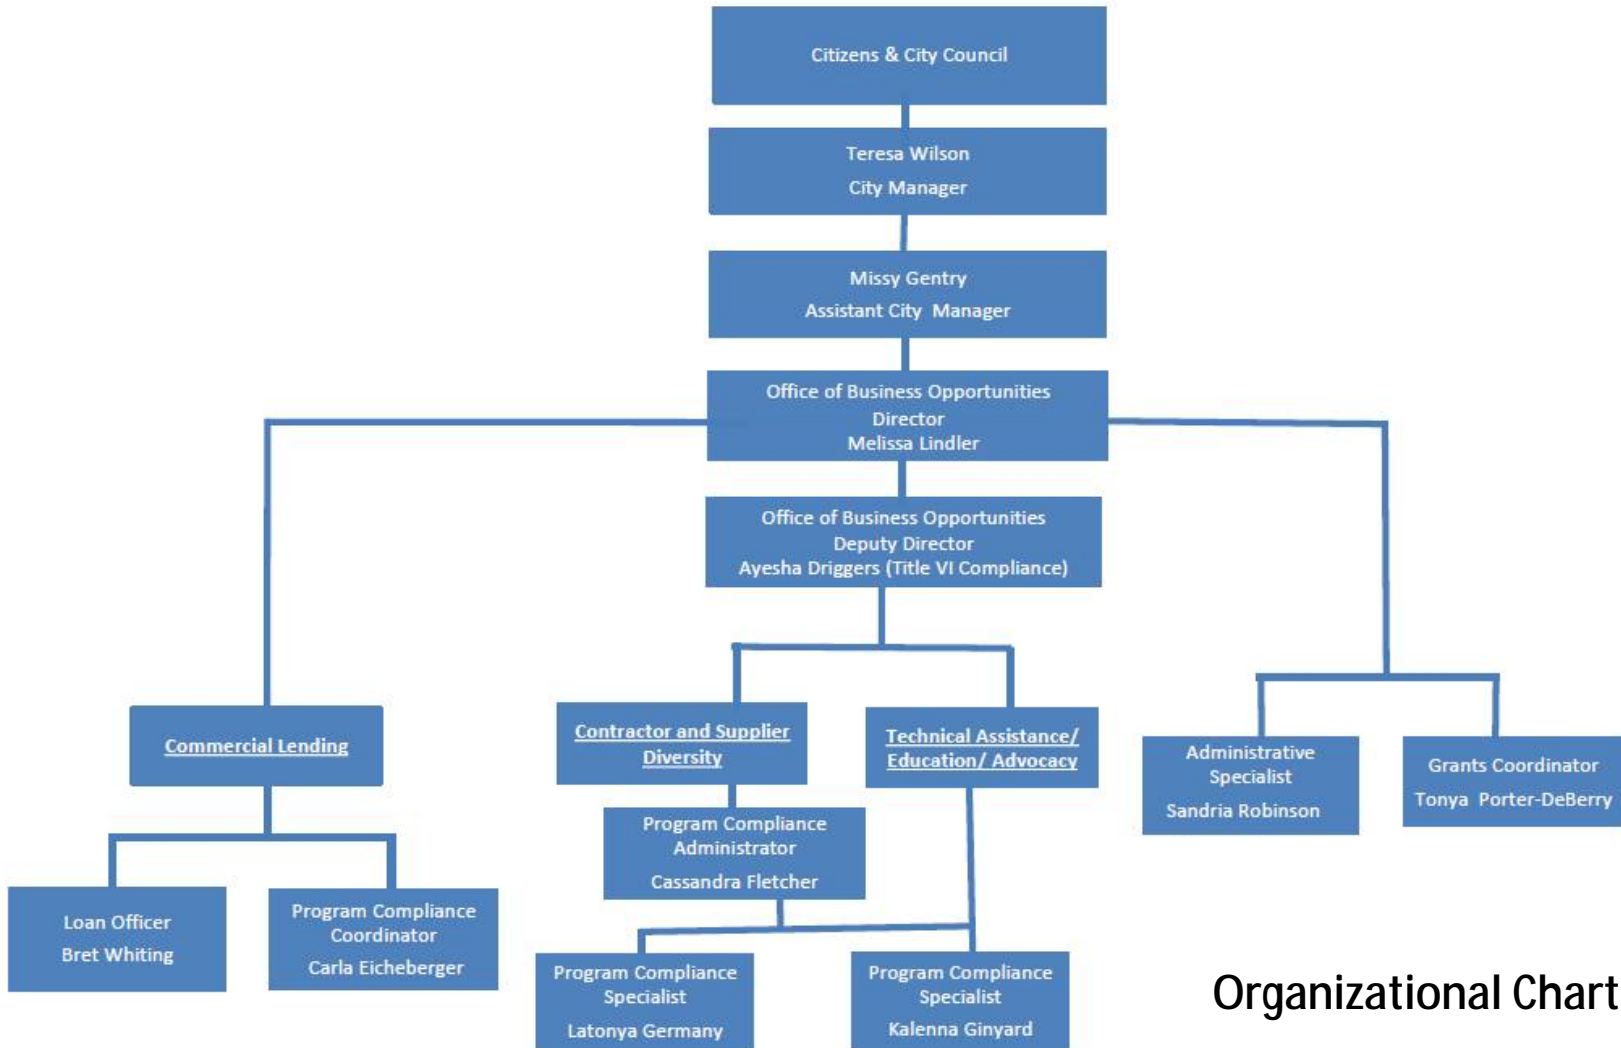 Citizens & City Council
Teresa Wilson
City Manager
Missy Gentry
Assistant City Manager
Office of Business Opportunities
Director
Melissa Lindler
Office of Business Opportunities
Deputy Director
Ayesha Driggers (Title VI Compliance)
Commercial Lending
Loan Officer
Bret Whiting
Program Compliance
Coordinator
Carla Eicheberger
Contractor and Supplier
Diversity
Program Compliance
Administrator
Cassandra Fletcher
Technical Assistance/
Education/ Advocacy
Program Compliance
Specialist
Latonya Germany
Program Compliance
Specialist
Kalenna Ginyard
Administrative
Specialist
Sandria Robinson
Grants Coordinator
Tonya Porter-DeBerry
Organizational Chart